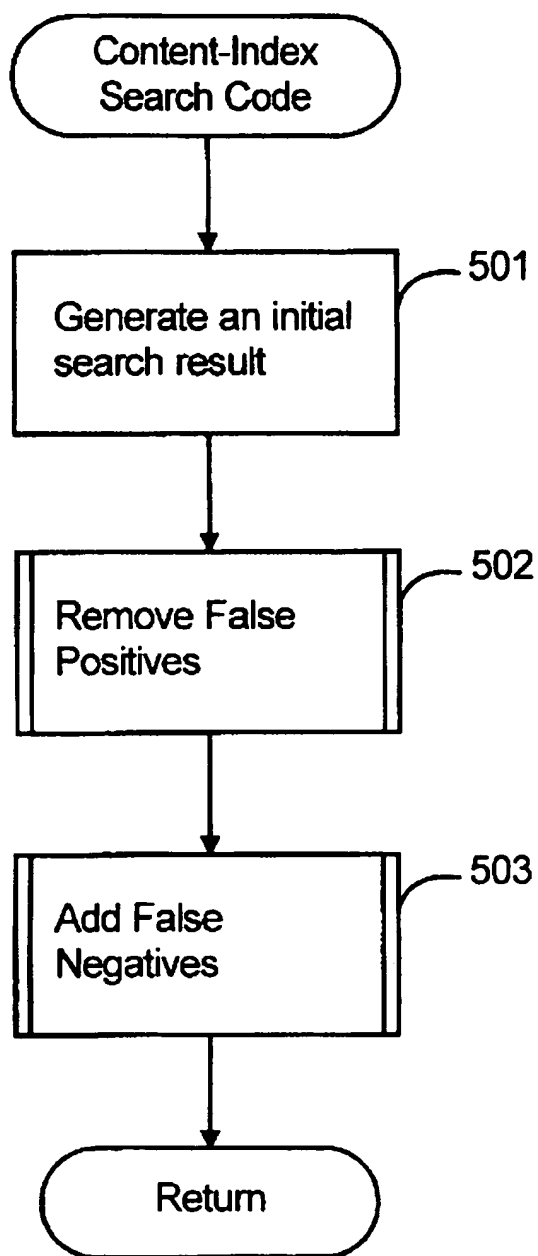 Content-Index
Search Code
501
Generate an initial
search result
502
Remove False
Positives
503
Add False
Negatives
Return